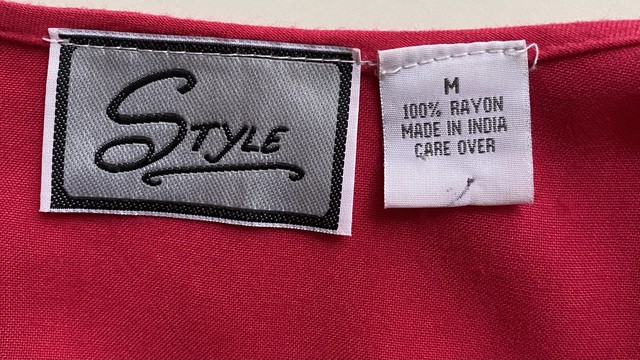 STYLE
M
100% RAYON
MADE IN INDIA
CARE OVER